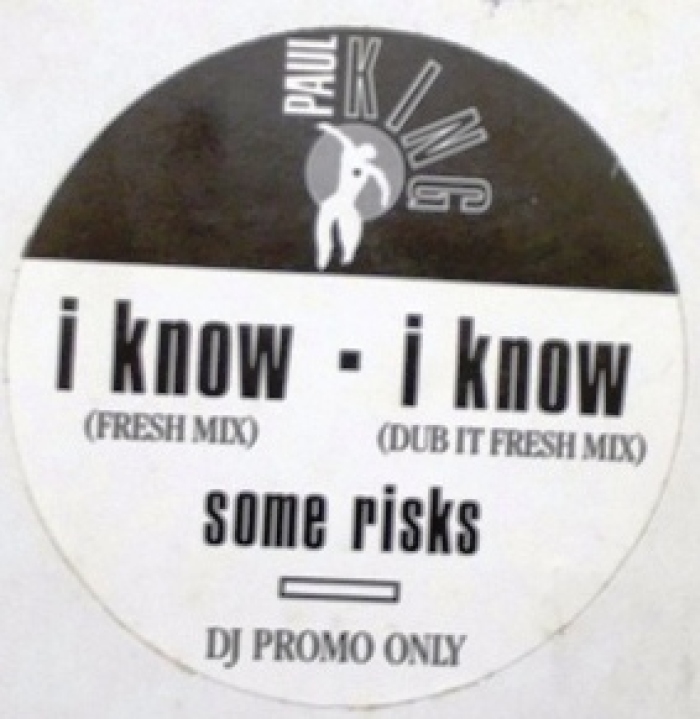 PAUL
KING
i know · i know
(FRESH MIX) (DUB IT FRESH MIX)
some risks
DJ PROMO ONLY